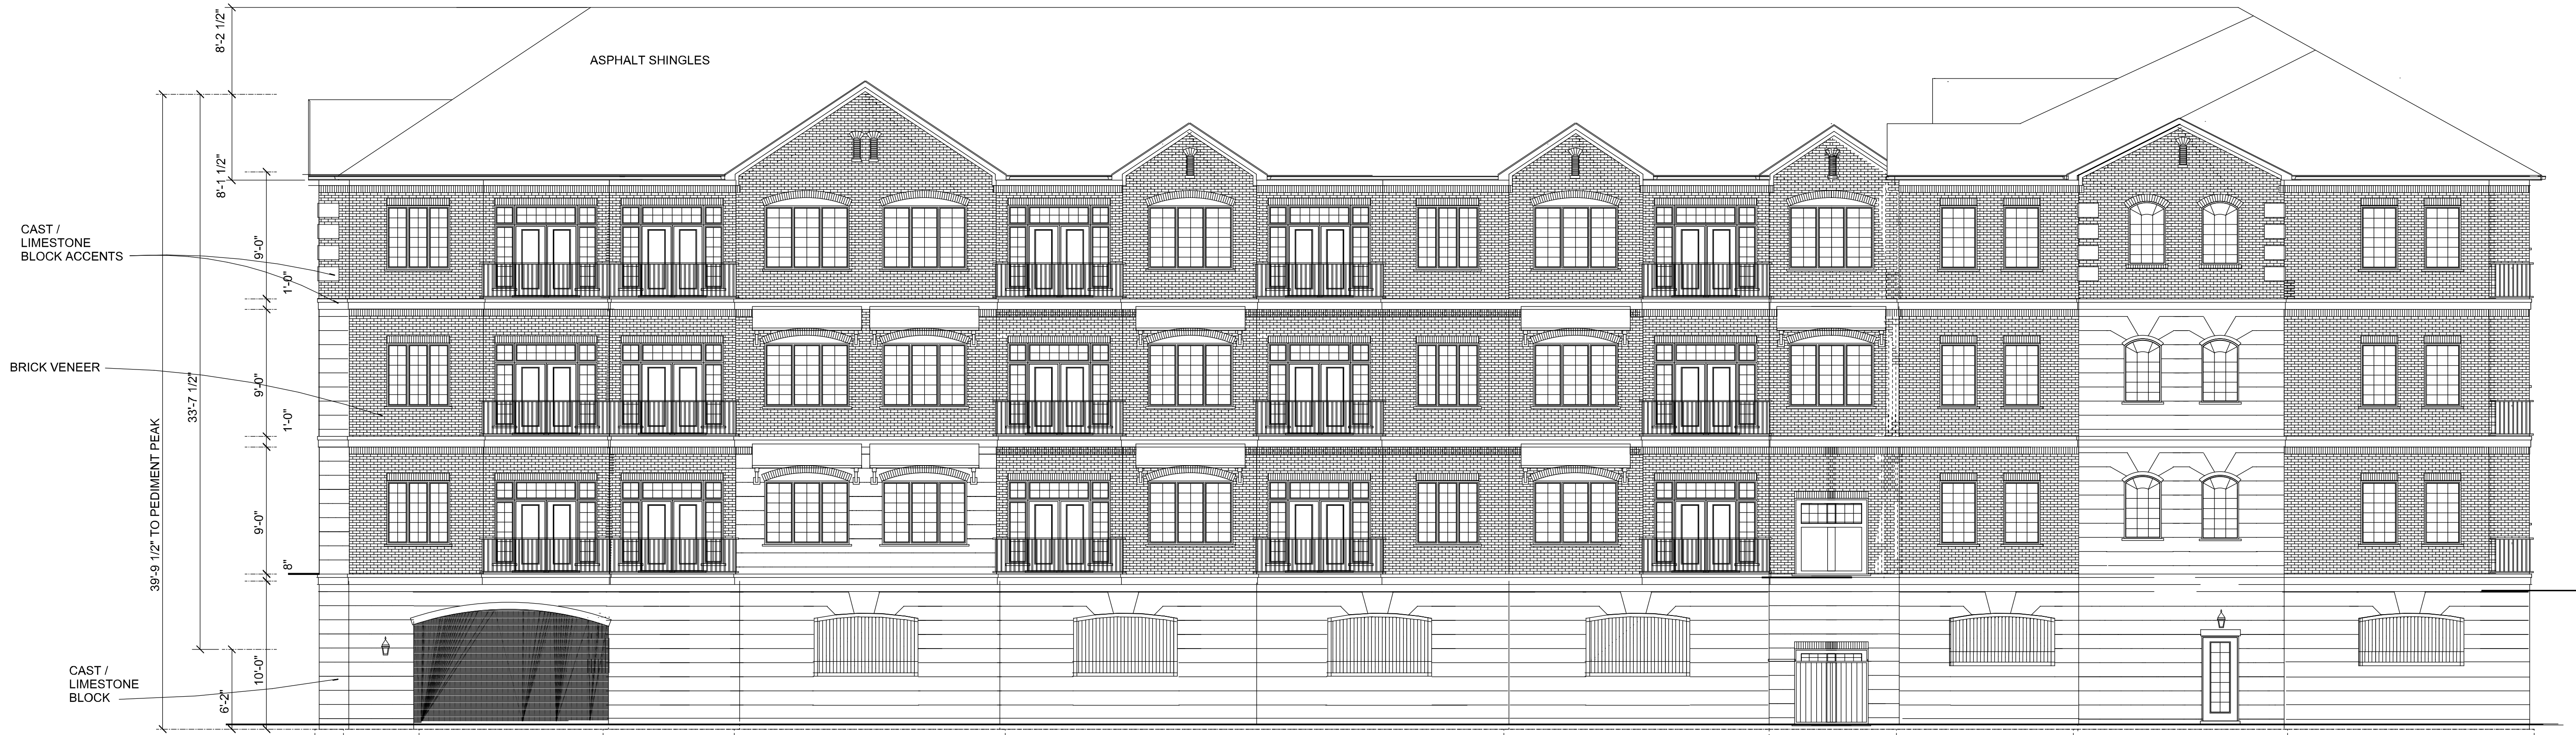 8'-2 1/2"
ASPHALT SHINGLES
8'-1 1/2"
CAST /
LIMESTONE
BLOCK ACCENTS
9'-0"
1'-0"
BRICK VENEER
33'-7 1/2"
9'-0"
1'-0"
39'-9 1/2" TO PEDIMENT PEAK
9'-0"
8"
CAST /
LIMESTONE
BLOCK
10'-0"
6'-2"